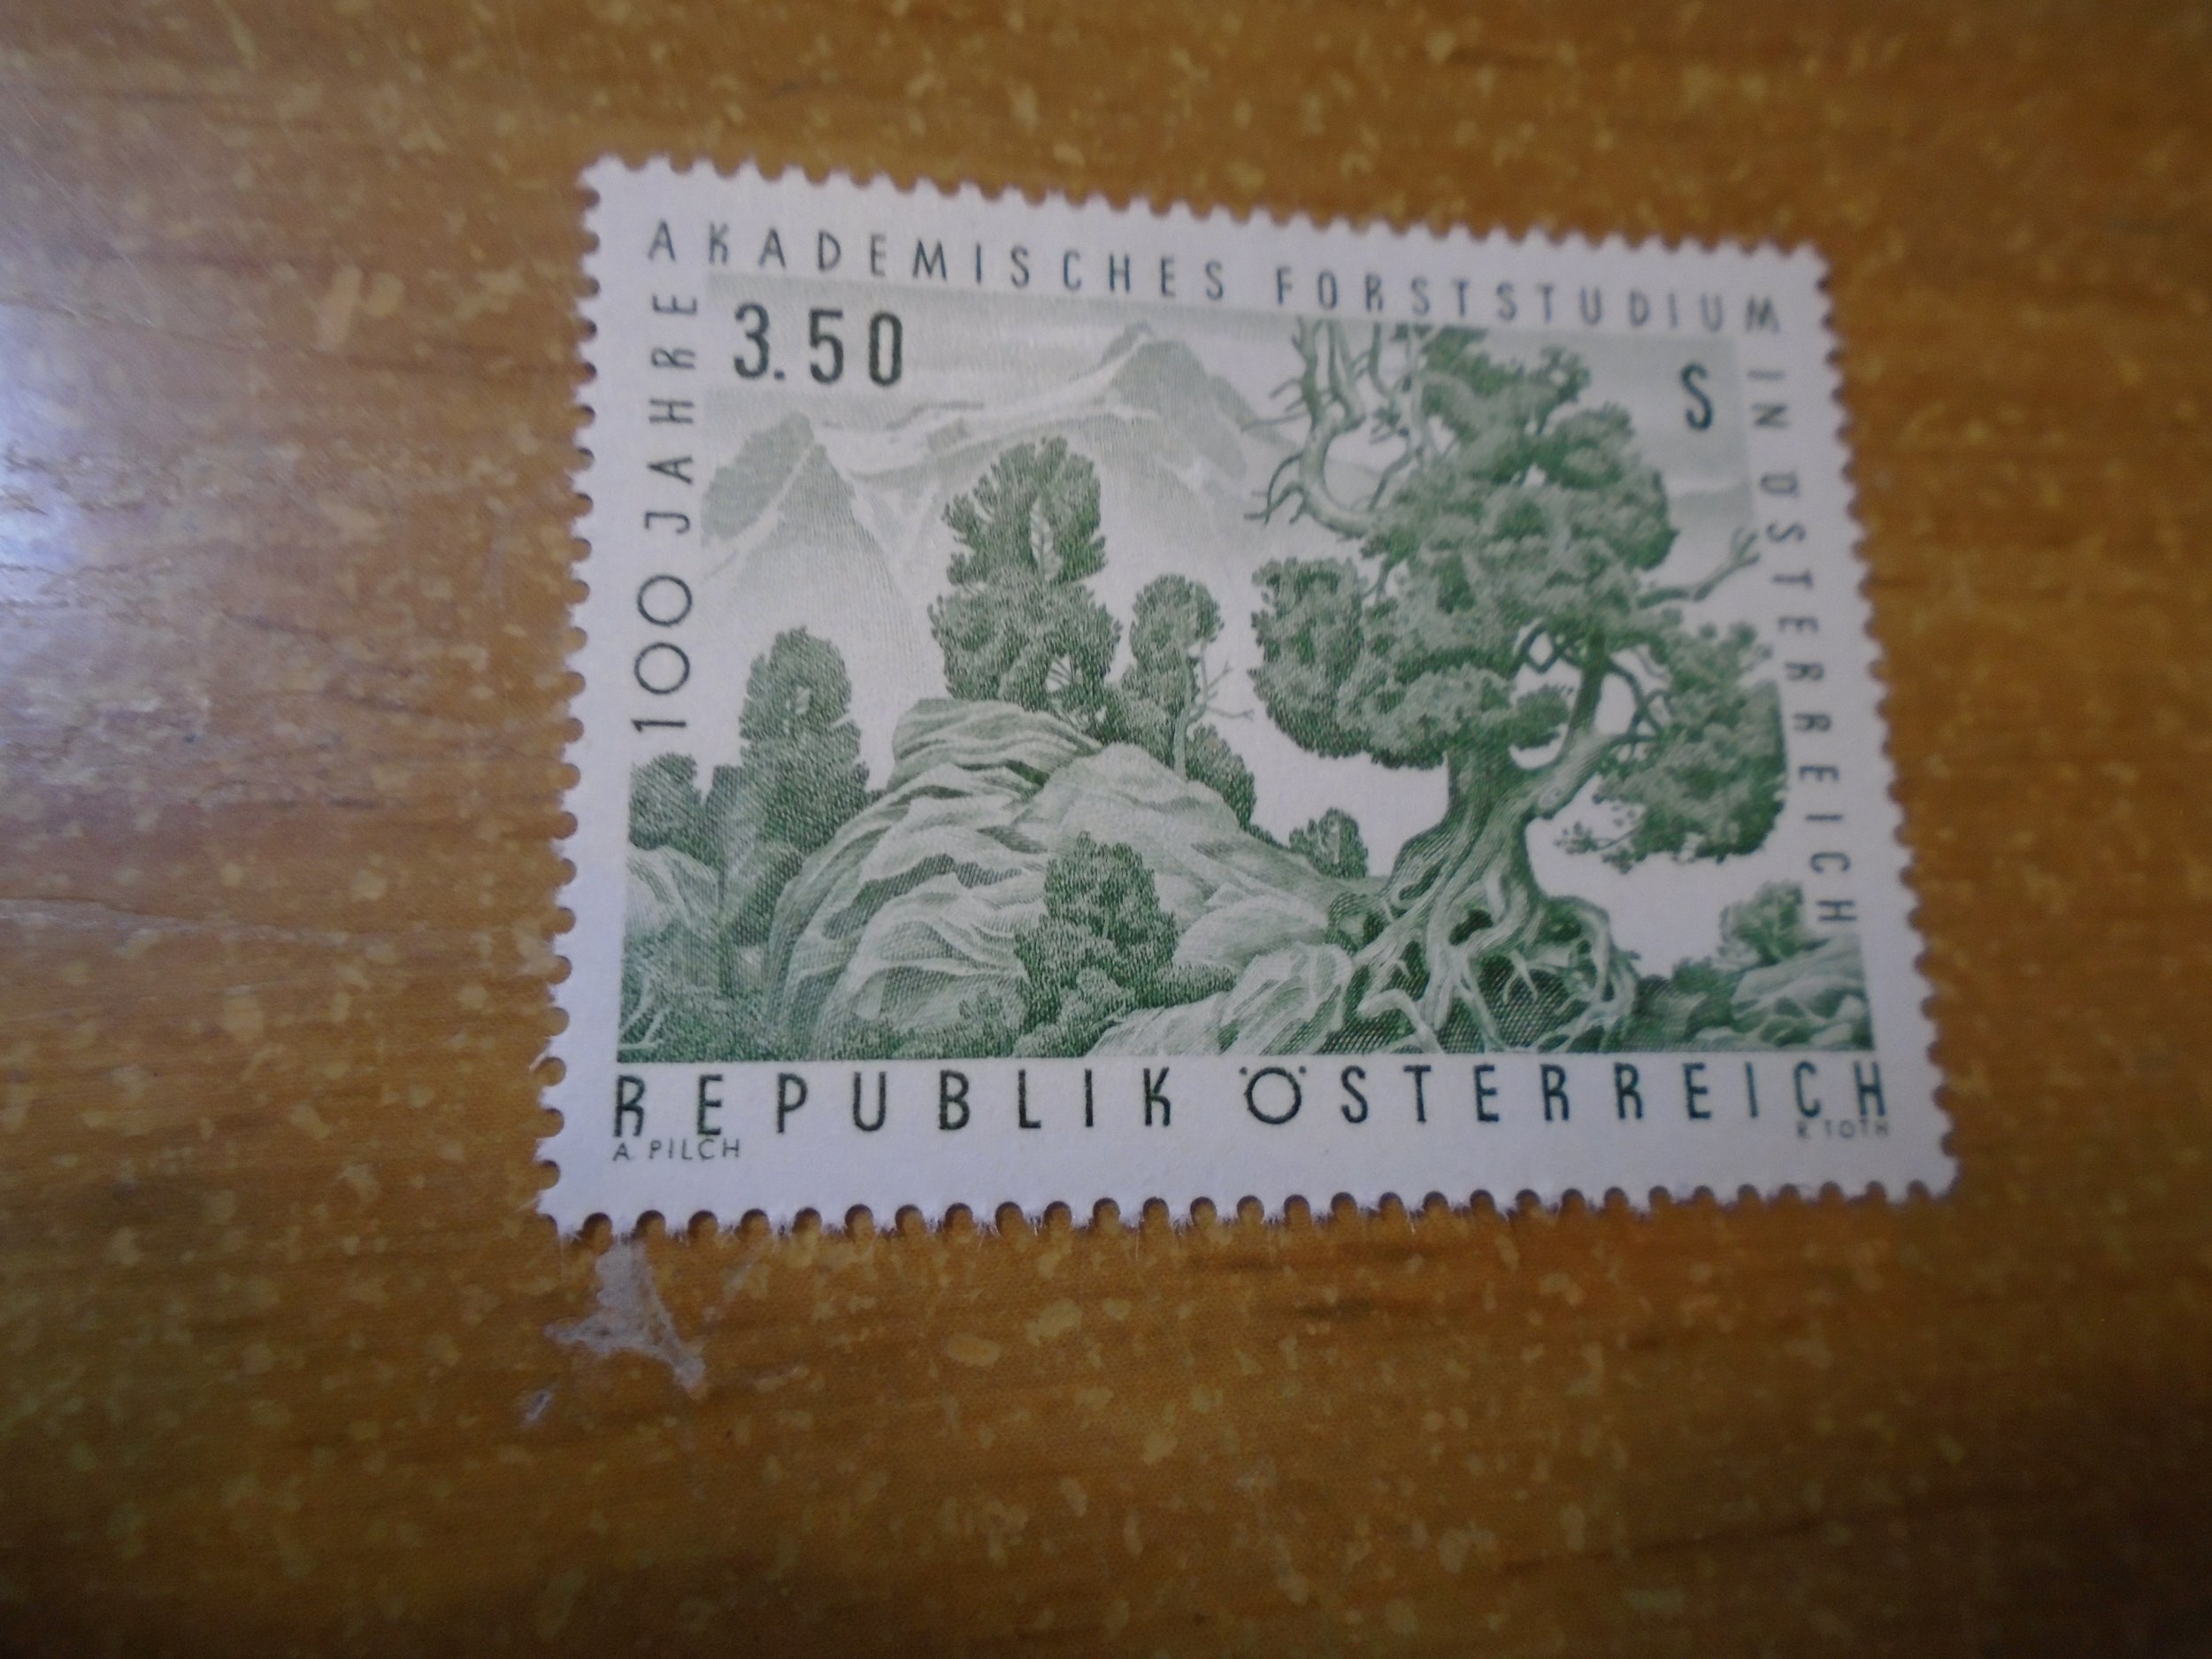 100 JAHRE
AKADEMISCHES FORSTSTUDIUM
IN ÖSTERREICH
3.50
S
REPUBLIK ÖSTERREICH
A. PILCH
R. TOTH